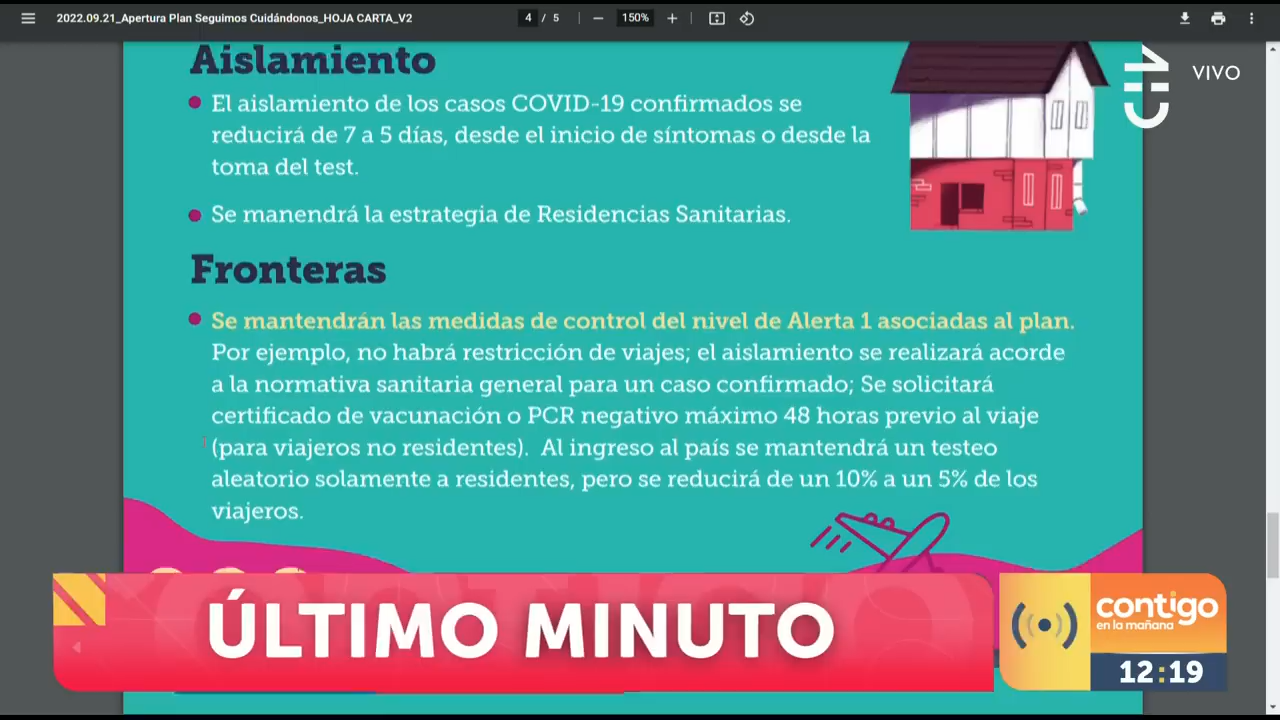 2022.09.21_Apertura Plan Seguimos Cuidándonos_HOJA CARTA_V2
4 / 5
150%
Aislamiento
El aislamiento de los casos COVID-19 confirmados se
reducirá de 7 a 5 días, desde el inicio de síntomas o desde la
toma del test.
Se manendrá la estrategia de Residencias Sanitarias.
Fronteras
Se mantendrán las medidas de control del nivel de Alerta 1 asociadas al plan.
Por ejemplo, no habrá restricción de viajes; el aislamiento se realizará acorde
a la normativa sanitaria general para un caso confirmado; Se solicitará
certificado de vacunación o PCR negativo máximo 48 horas previo al viaje
(para viajeros no residentes). Al ingreso al país se mantendrá un testeo
aleatorio solamente a residentes, pero se reducirá de un 10% a un 5% de los
viajeros.
CHV
VIVO
ÚLTIMO MINUTO
contigo
en la mañana
12:19